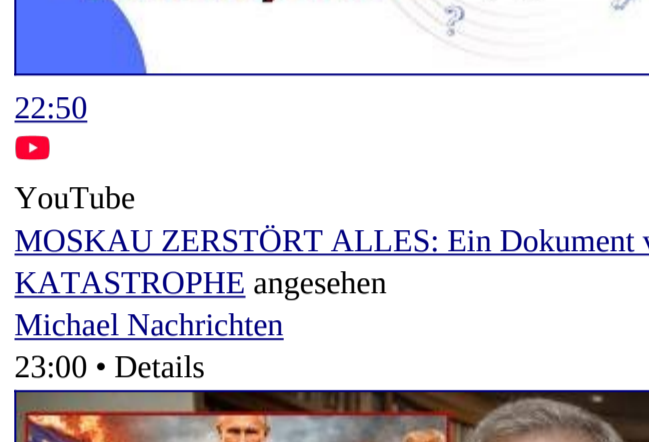 22:50
YouTube
MOSKAU ZERSTÖRT ALLES: Ein Dokument
KATASTROPHE angesehen
Michael Nachrichten
23:00 • Details